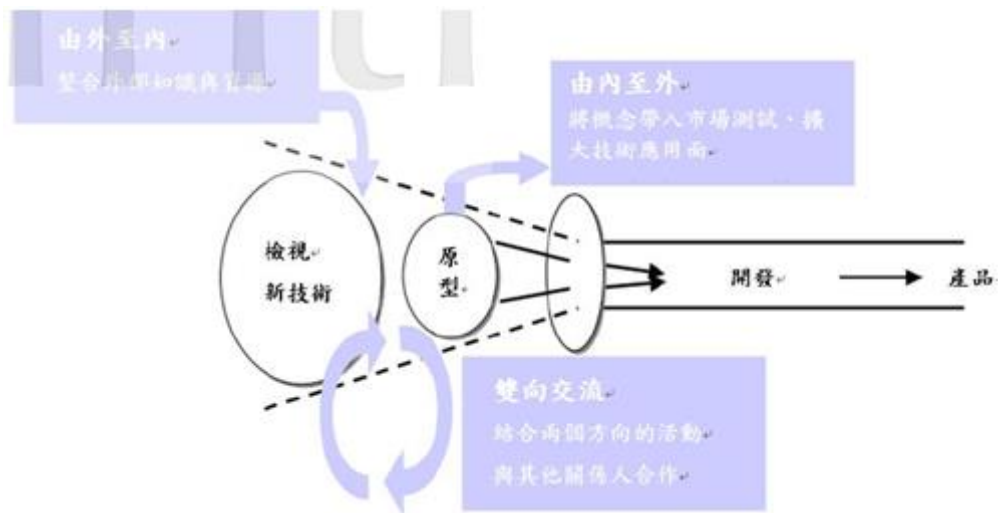 由外至內
整合外部知識與資源
由內至外
將概念帶入市場測試、擴
大技術應用面
檢視
新技術
原
型
開發
產品
雙向交流
結合兩個方向的活動
與其他關係人合作